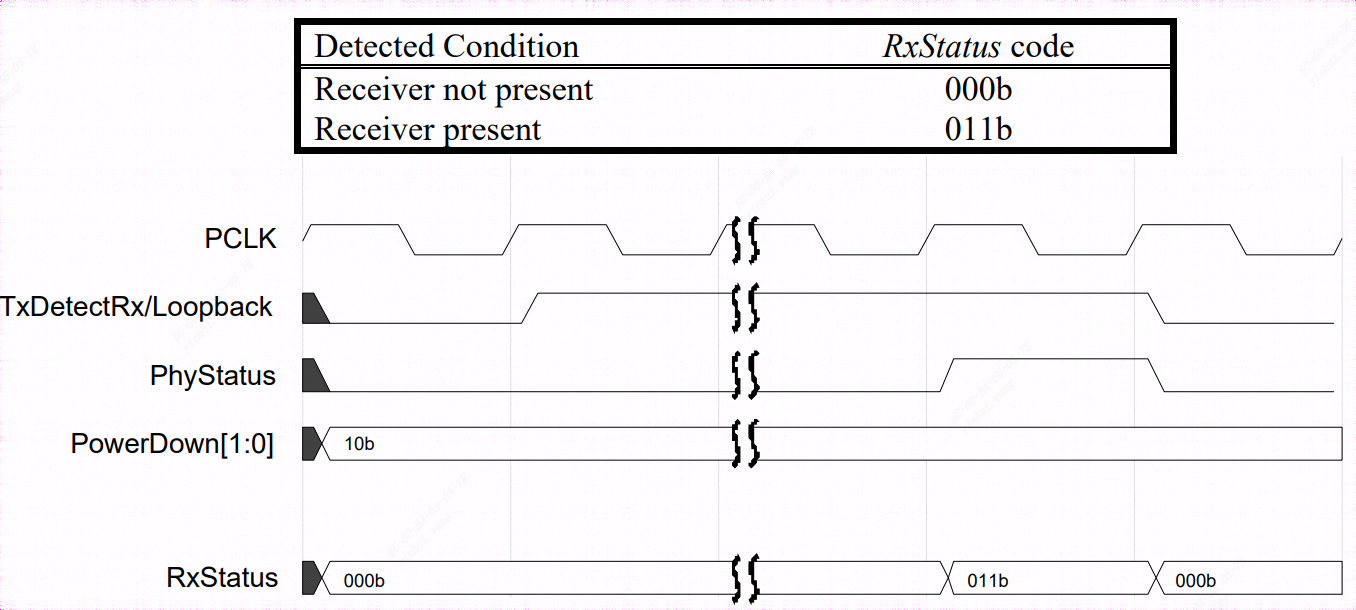 Detected Condition RxStatus code
Receiver not present 000b
Receiver present 011b
PCLK
TxDetectRx/Loopback
PhyStatus
PowerDown[1:0] 10b
RxStatus 000b 011b 000b